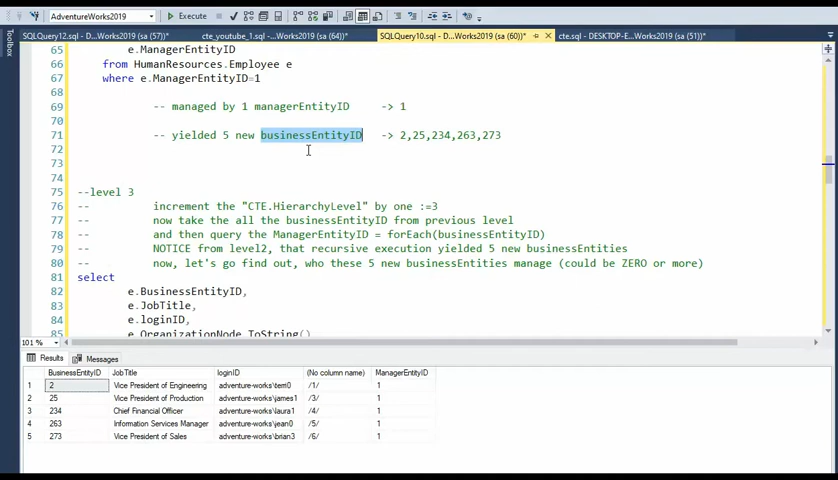 AdventureWorks2019
Execute
SQLQuery12.sql - D...Works2019 (sa (57))*
cte_youtube_1.sql -...Works2019 (sa (64))*
SQLQuery10.sql - D...Works2019 (sa (60))*
cte.sql - DESKTOP-E...Works2019 (sa (51))*
Toolbox
65 e.ManagerEntityID
66 from HumanResources.Employee e
67 where e.ManagerEntityID=1
68
69 -- managed by 1 managerEntityID -> 1
70
71 -- yielded 5 new businessEntityID -> 2,25,234,263,273
72
73
74
75 --level 3
76 -- increment the "CTE.HierarchyLevel" by one :=3
77 -- now take the all the businessEntityID from previous level
78 -- and then query the ManagerEntityID = forEach(businessEntityID)
79 -- NOTICE from level2, that recursive execution yielded 5 new businessEntities
80 -- now, let's go find out, who these 5 new businessEntities manage (could be ZERO or more)
81 select
82 e.BusinessEntityID,
83 e.JobTitle,
84 e.loginID,
85 e.OrganizationNode.ToString()
101 %
Results Messages
BusinessEntityID JobTitle loginID (No column name) ManagerEntityID
1 2 Vice President of Engineering adventure-works\terri0 /1/ 1
2 25 Vice President of Production adventure-works\james1 /3/ 1
3 234 Chief Financial Officer adventure-works\laura1 /4/ 1
4 263 Information Services Manager adventure-works\jean0 /5/ 1
5 273 Vice President of Sales adventure-works\brian3 /6/ 1